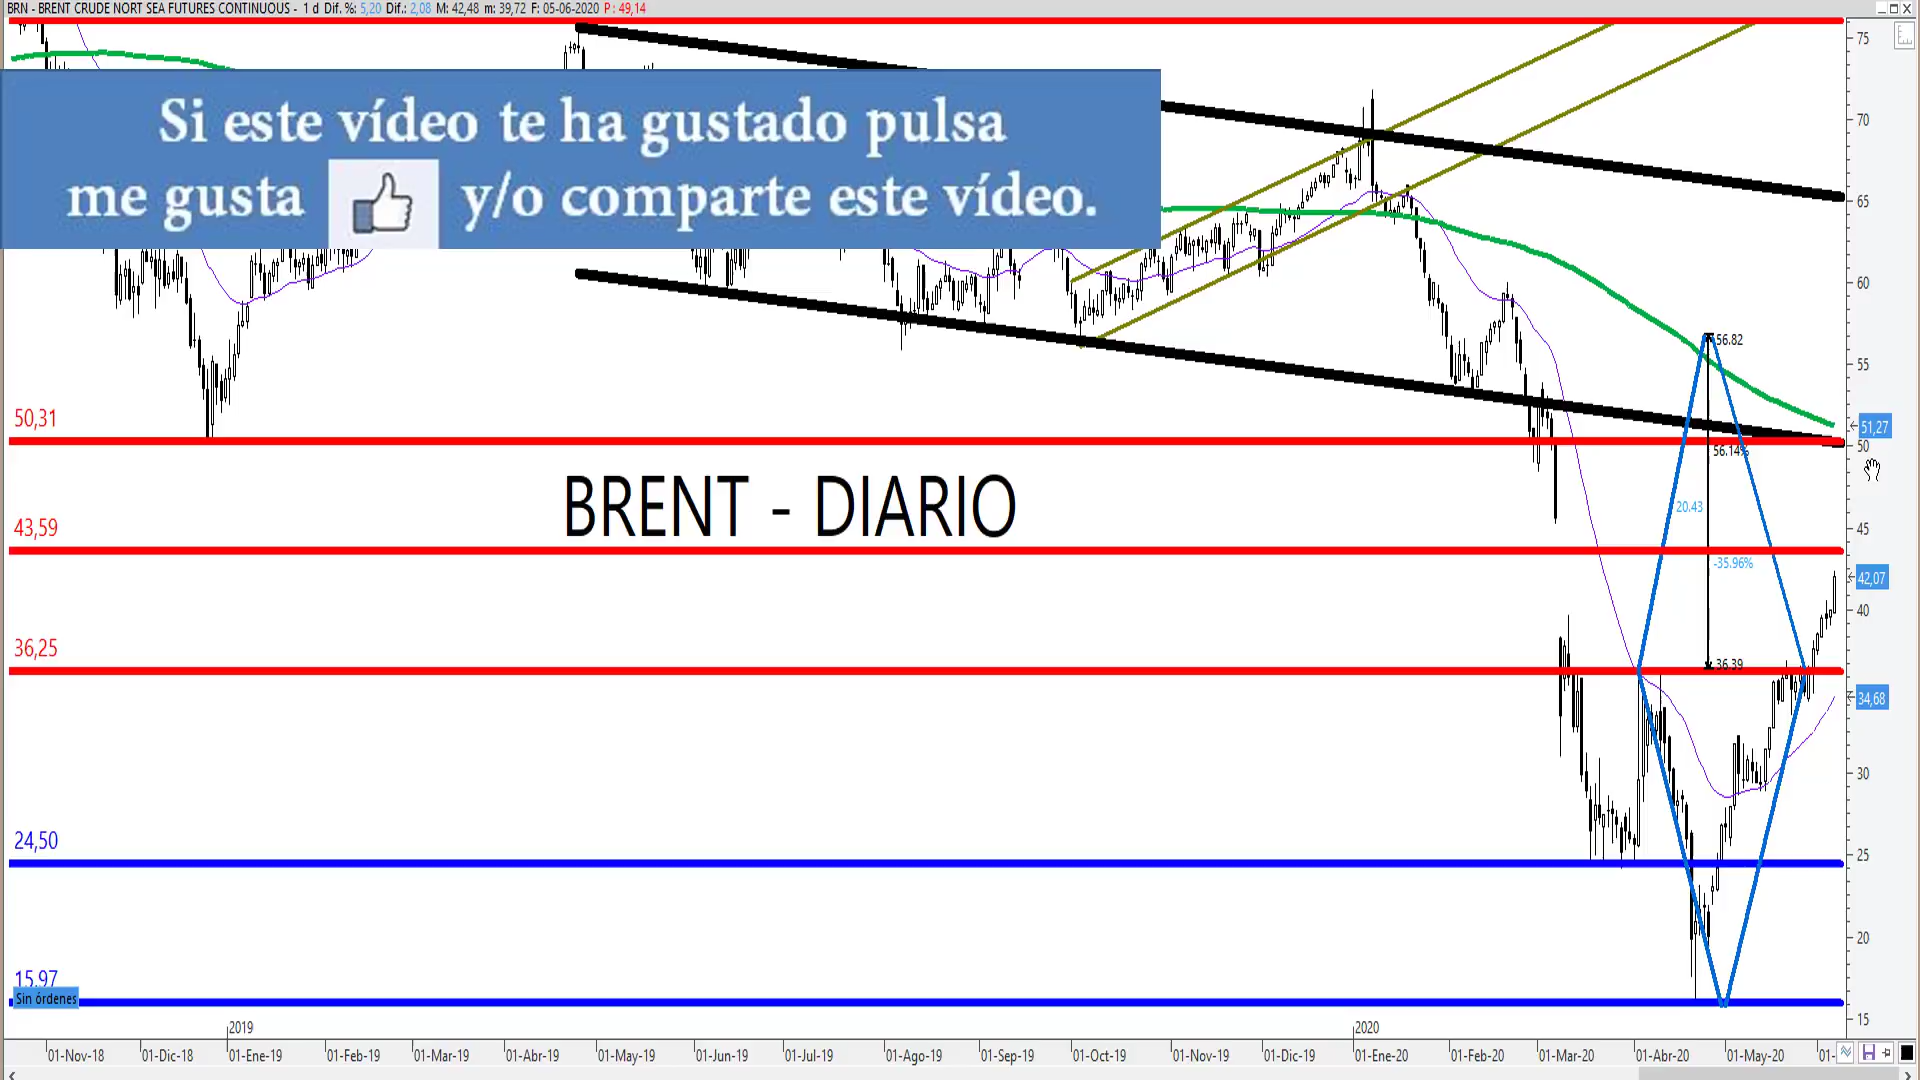 BRN - BRENT CRUDE NORT SEA FUTURES CONTINUOUS - 1 d Dif. %: 5,20 Dif.: 2,08 M: 42,48 m: 39,72 F: 05-06-2020 P: 49,14
Si este vídeo te ha gustado pulsa
me gusta y/o comparte este vídeo.
75
70
65
60
56.82
55
50,31
51,27
50
56.14%
BRENT - DIARIO
20.43
43,59
45
-35.96%
42,07
40
36,25
36.39
34,68
30
24,50
25
20
15,97
Sin órdenes
15
2019
2020
01-Nov-18
01-Dic-18
01-Ene-19
01-Feb-19
01-Mar-19
01-Abr-19
01-May-19
01-Jun-19
01-Jul-19
01-Ago-19
01-Sep-19
01-Oct-19
01-Nov-19
01-Dic-19
01-Ene-20
01-Feb-20
01-Mar-20
01-Abr-20
01-May-20
01-